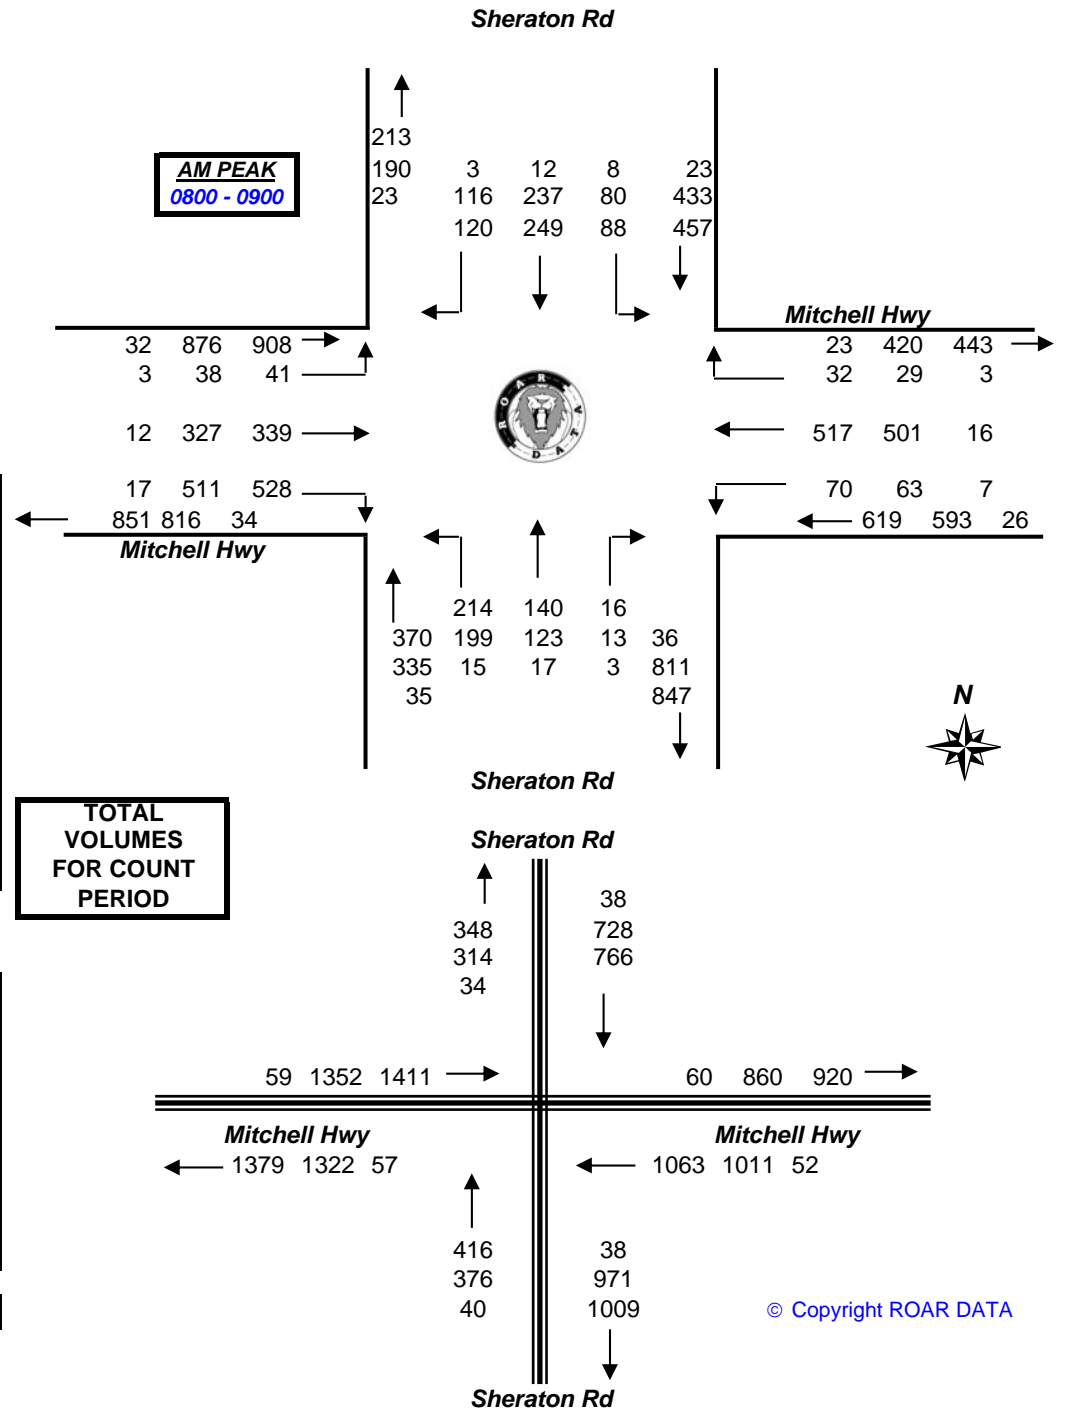 Sheraton Rd
213
AM PEAK
190 3 12 8 23
0800 - 0900
23 116 237 80 433
120 249 88 457
Mitchell Hwy
32 876 908
23 420 443
3 38 41
32 29 3
ROAR DATA
12 327 339
517 501 16
17 511 528
70 63 7
851 816 34
619 593 26
Mitchell Hwy
214 140 16
370 199 123 13 36
335 15 17 3 811
35 847
N
Sheraton Rd
TOTAL
VOLUMES
FOR COUNT
PERIOD
Sheraton Rd
38
348 728
314 766
34
59 1352 1411
60 860 920
Mitchell Hwy
Mitchell Hwy
1379 1322 57
1063 1011 52
416 38
376 971
40 1009
© Copyright ROAR DATA
Sheraton Rd